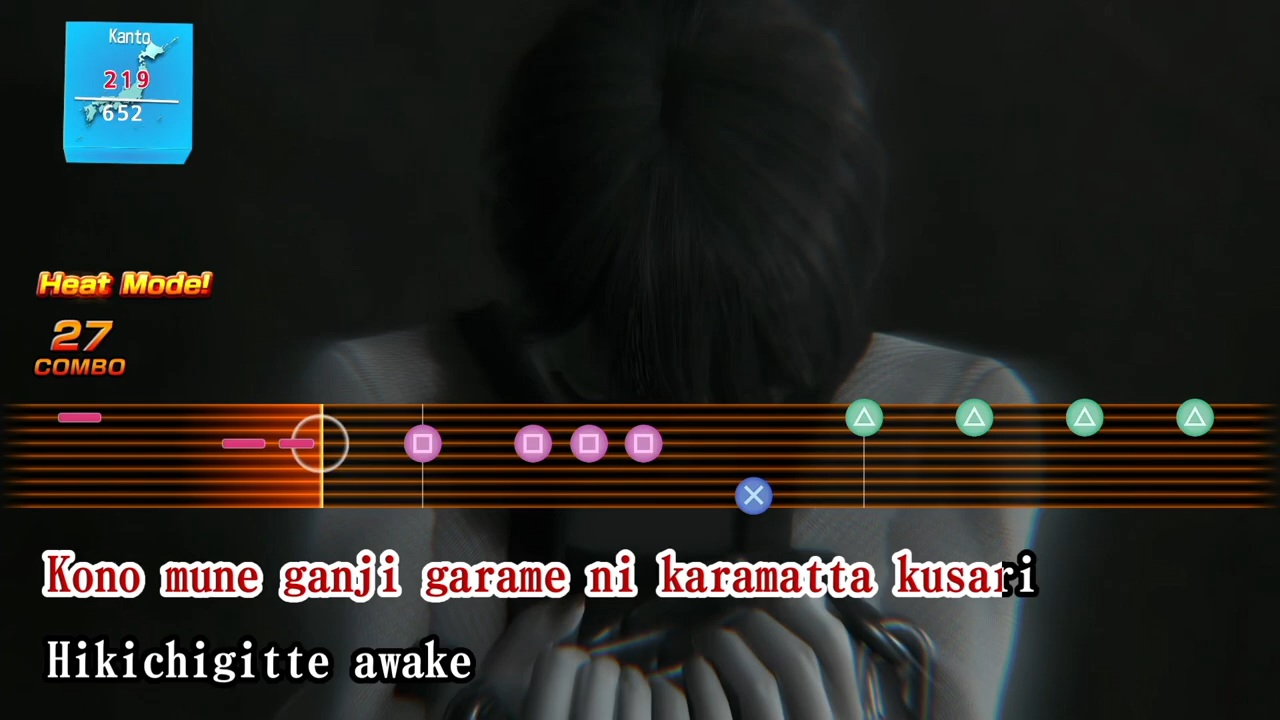 Kanto
219
652
Heat Mode!
27
COMBO
Kono mune ganji garame ni karamatta kusari
Hikichigitte awake